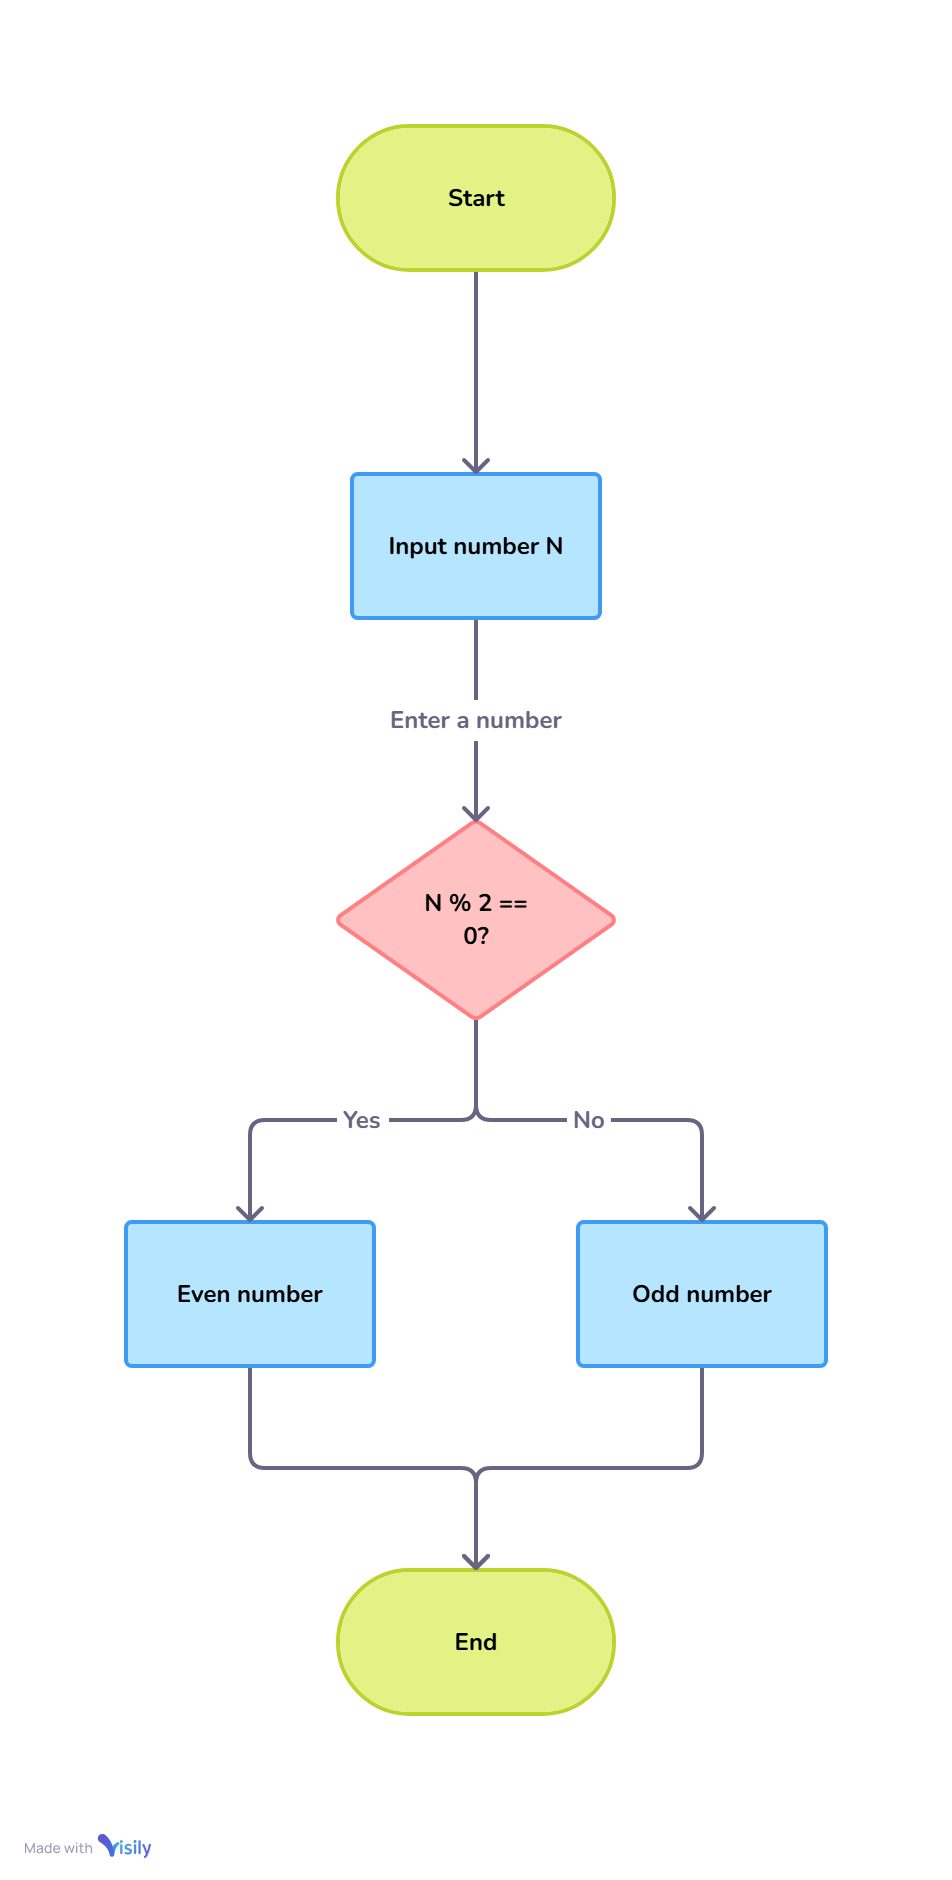 Start
Input number N
Enter a number
N % 2 ==
0?
Yes
No
Even number
Odd number
End
Made with Visily